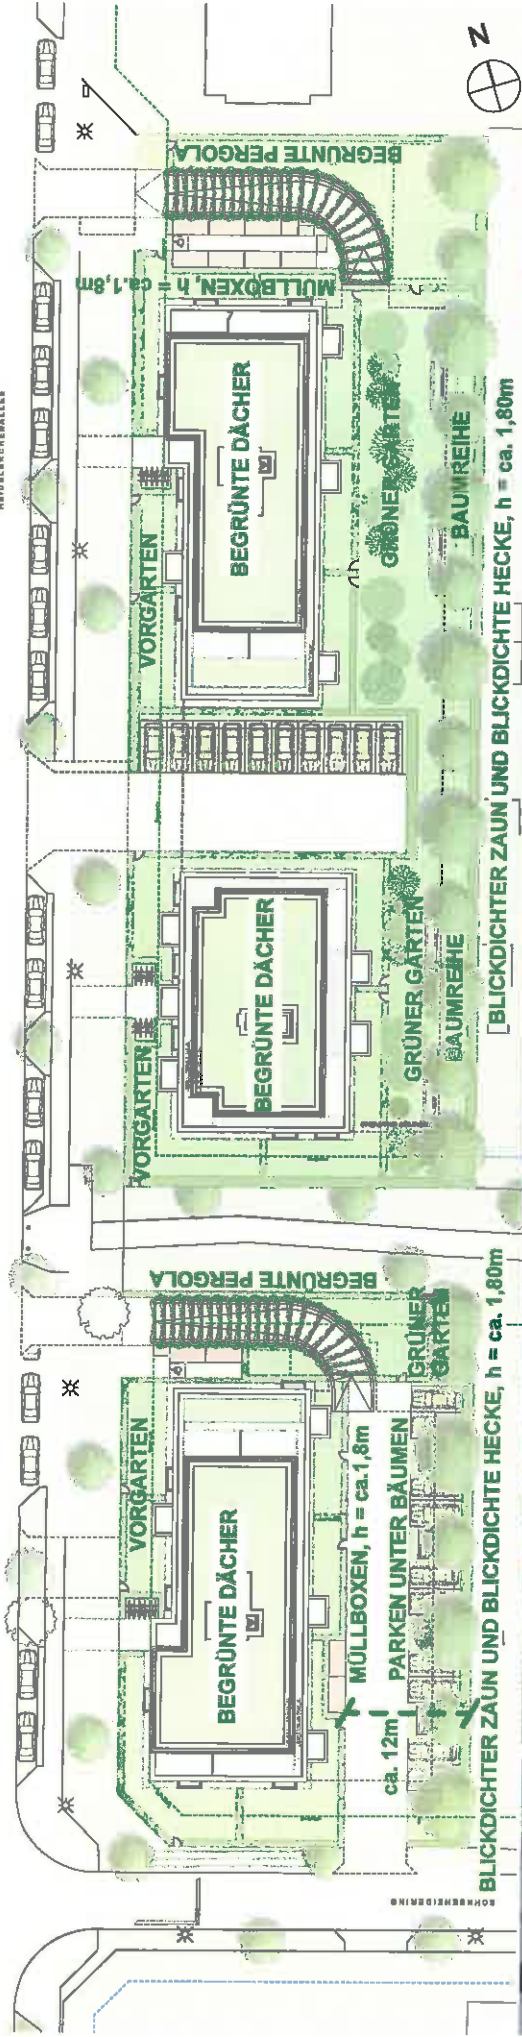 N
BEGRÜNTE PERGOLA
MÜLLBOXEN, h = ca.1,8m
BEGRÜNTE DÄCHER
VORGARTEN
GRÜNER GARTEN
BAUMREIHE
BLICKDICHTER ZAUN UND BLICKDICHTE HECKE, h = ca. 1,80m
VORGARTEN
BEGRÜNTE DÄCHER
GRÜNER GARTEN
BAUMREIHE
BEGRÜNTE PERGOLA
GRÜNER
GARTEN
VORGARTEN
BEGRÜNTE DÄCHER
MÜLLBOXEN, h = ca.1,8m
PARKEN UNTER BÄUMEN
ca. 12m
BLICKDICHTER ZAUN UND BLICKDICHTE HECKE, h = ca. 1,80m